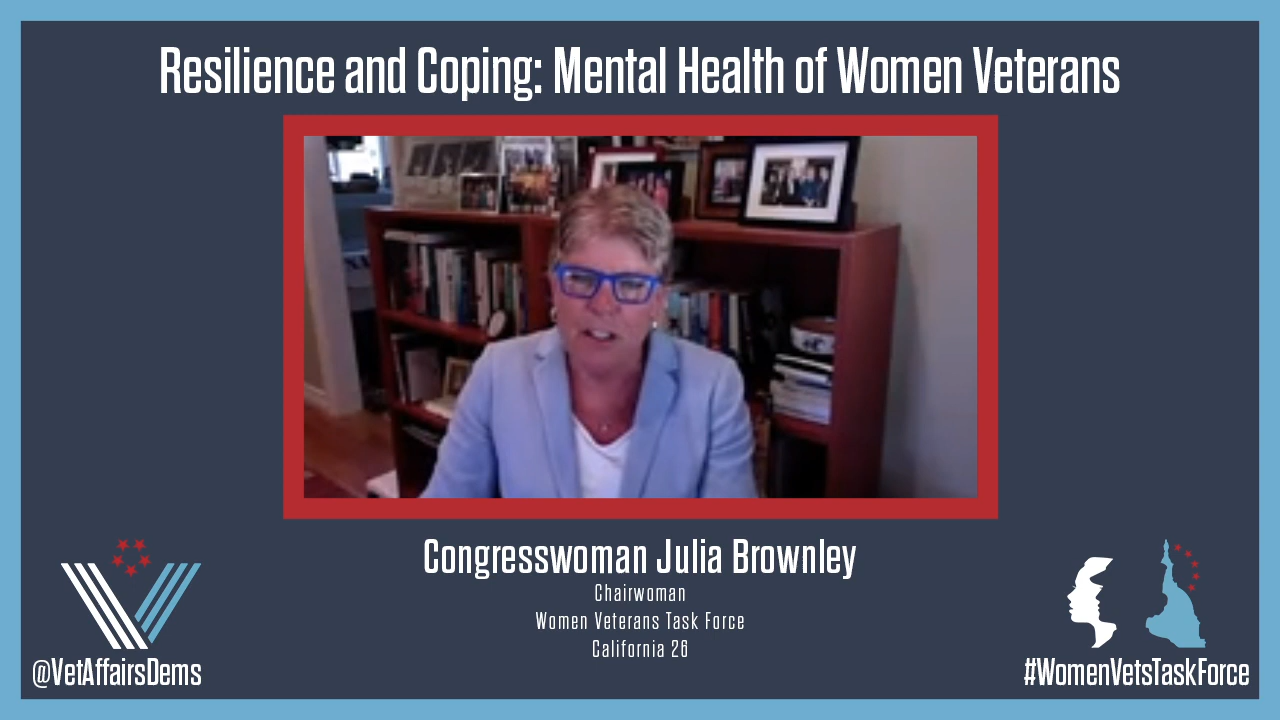 Resilience and Coping: Mental Health of Women Veterans
Congresswoman Julia Brownley
Chairwoman
Women Veterans Task Force
California 26
@VetAffairsDems
#WomenVetsTaskForce